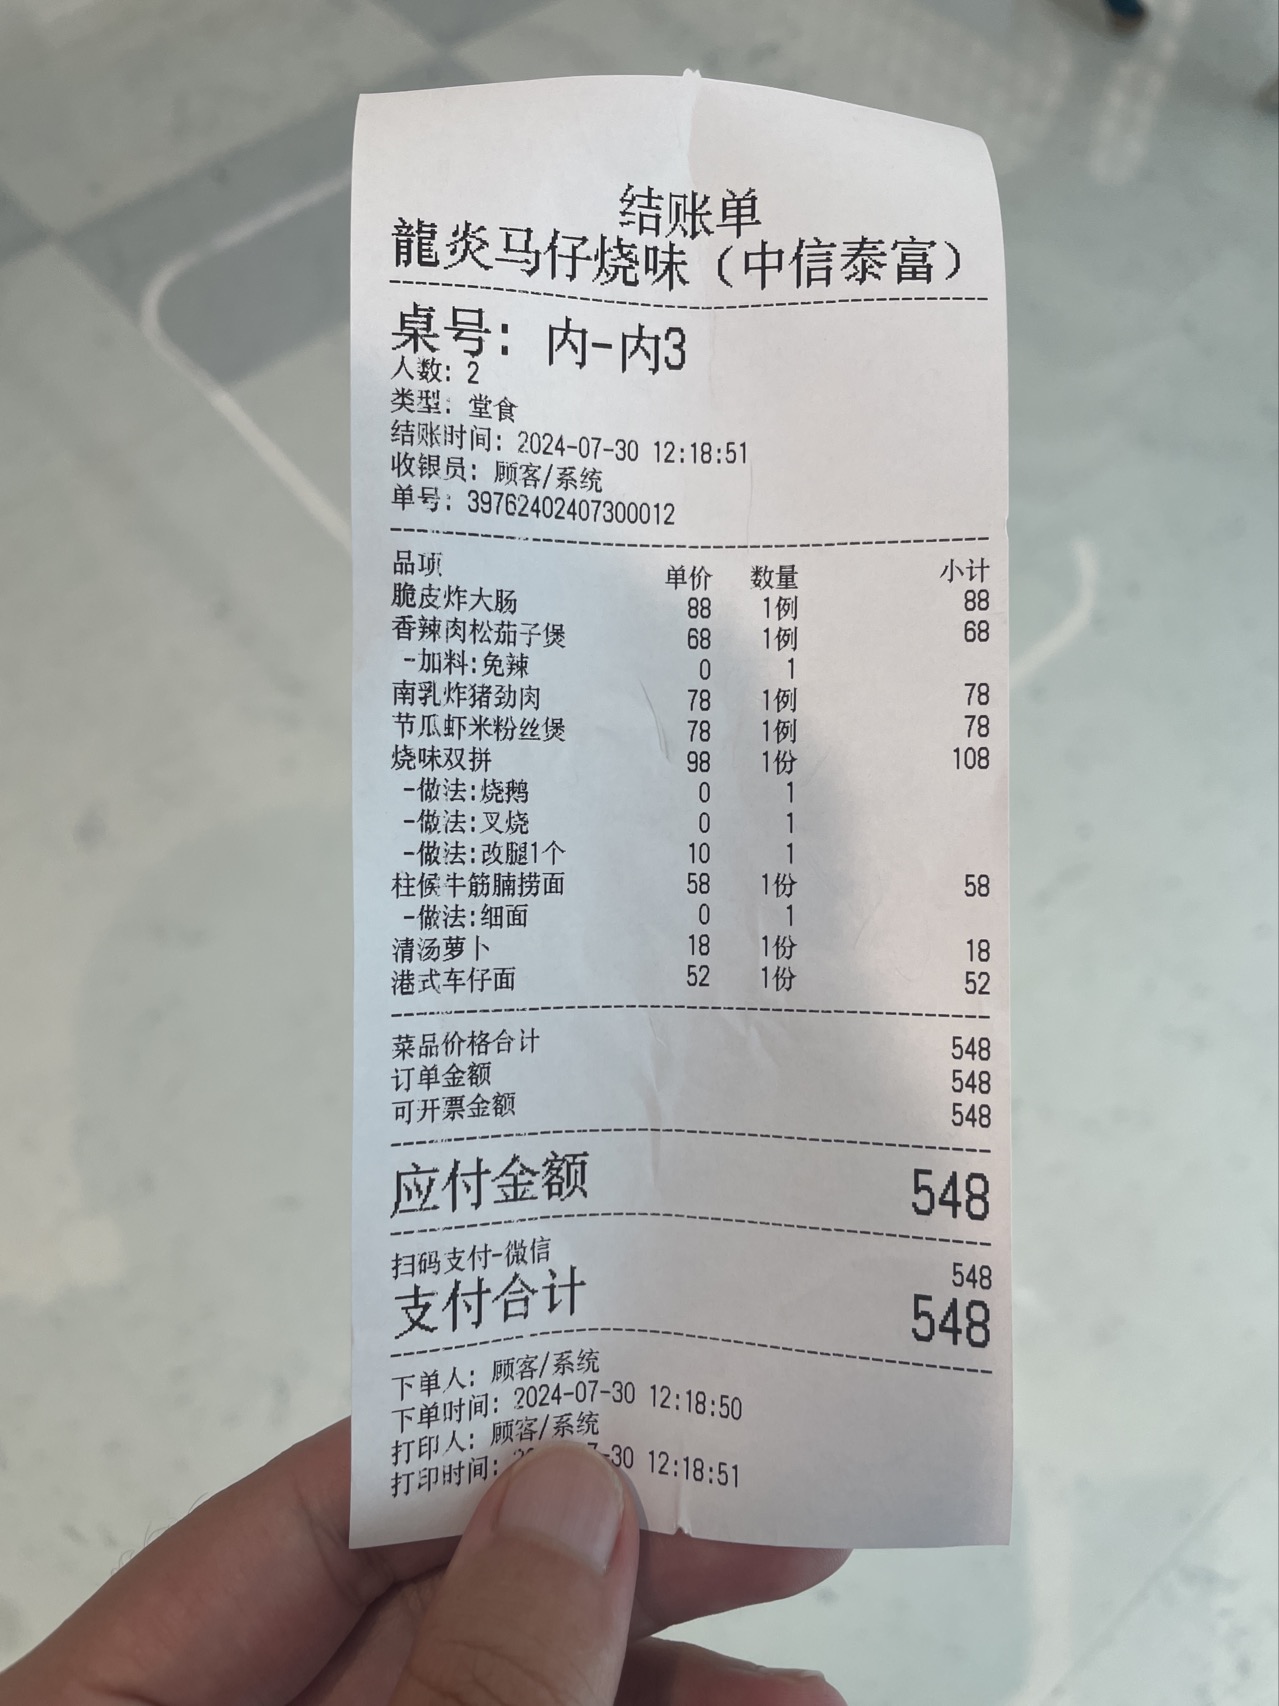 结账单
龍炎马仔烧味（中信泰富）
桌号：内-内3
人数：2
类型：堂食
结账时间：2024-07-30 12:18:51
收银员：顾客/系统
单号：39762402407300012
品项 单价 数量 小计
脆皮炸大肠 88 1例 88
香辣肉松茄子煲 68 1例 68
-加料:免辣 0 1
南乳炸猪劲肉 78 1例 78
节瓜虾米粉丝煲 78 1例 78
烧味双拼 98 1份 108
-做法:烧鹅 0 1
-做法:叉烧 0 1
-做法:改腿1个 10 1
柱候牛筋腩捞面 58 1份 58
-做法:细面 0 1
清汤萝卜 18 1份 18
港式车仔面 52 1份 52
菜品价格合计 548
订单金额 548
可开票金额 548
应付金额 548
扫码支付-微信 548
支付合计 548
下单人：顾客/系统
下单时间：2024-07-30 12:18:50
打印人：顾客/系统
打印时间： -30 12:18:51